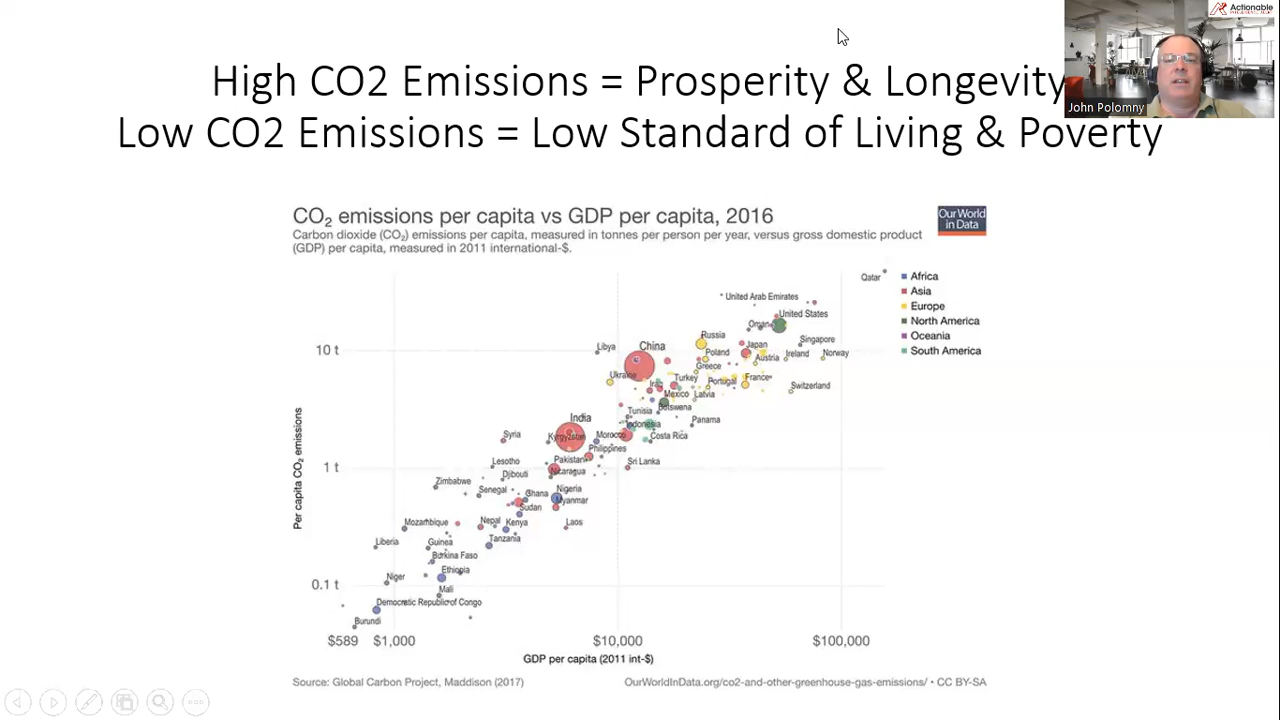 Actionable
John Polomny
High CO2 Emissions = Prosperity & Longevity
Low CO2 Emissions = Low Standard of Living & Poverty
CO₂ emissions per capita vs GDP per capita, 2016
Carbon dioxide (CO₂) emissions per capita, measured in tonnes per person per year, versus gross domestic product
(GDP) per capita, measured in 2011 international-$.
Our World
in Data
Africa
Asia
Europe
North America
Oceania
South America
Qatar
United Arab Emirates
United States
Oman
Russia
Singapore
Libya
China
Poland
Japan
Austria
Ireland
Norway
10 t
Greece
Ukraine
Iraq
Turkey
Portugal
France
Switzerland
Mexico
Latvia
Botswana
India
Tunisia
Indonesia
Panama
Syria
Kyrgyzstan
Morocco
Costa Rica
Philippines
Lesotho
Pakistan
Sri Lanka
1 t
Djibouti
Nicaragua
Zimbabwe
Senegal
Ghana
Nigeria
Myanmar
Sudan
Mozambique
Nepal
Kenya
Laos
Liberia
Guinea
Tanzania
Burkina Faso
Niger
Ethiopia
0.1 t
Mali
Democratic Republic of Congo
Burundi
Per capita CO₂ emissions
$589
$1,000
$10,000
$100,000
GDP per capita (2011 int-$)
Source: Global Carbon Project, Maddison (2017)
OurWorldInData.org/co2-and-other-greenhouse-gas-emissions/ • CC BY-SA